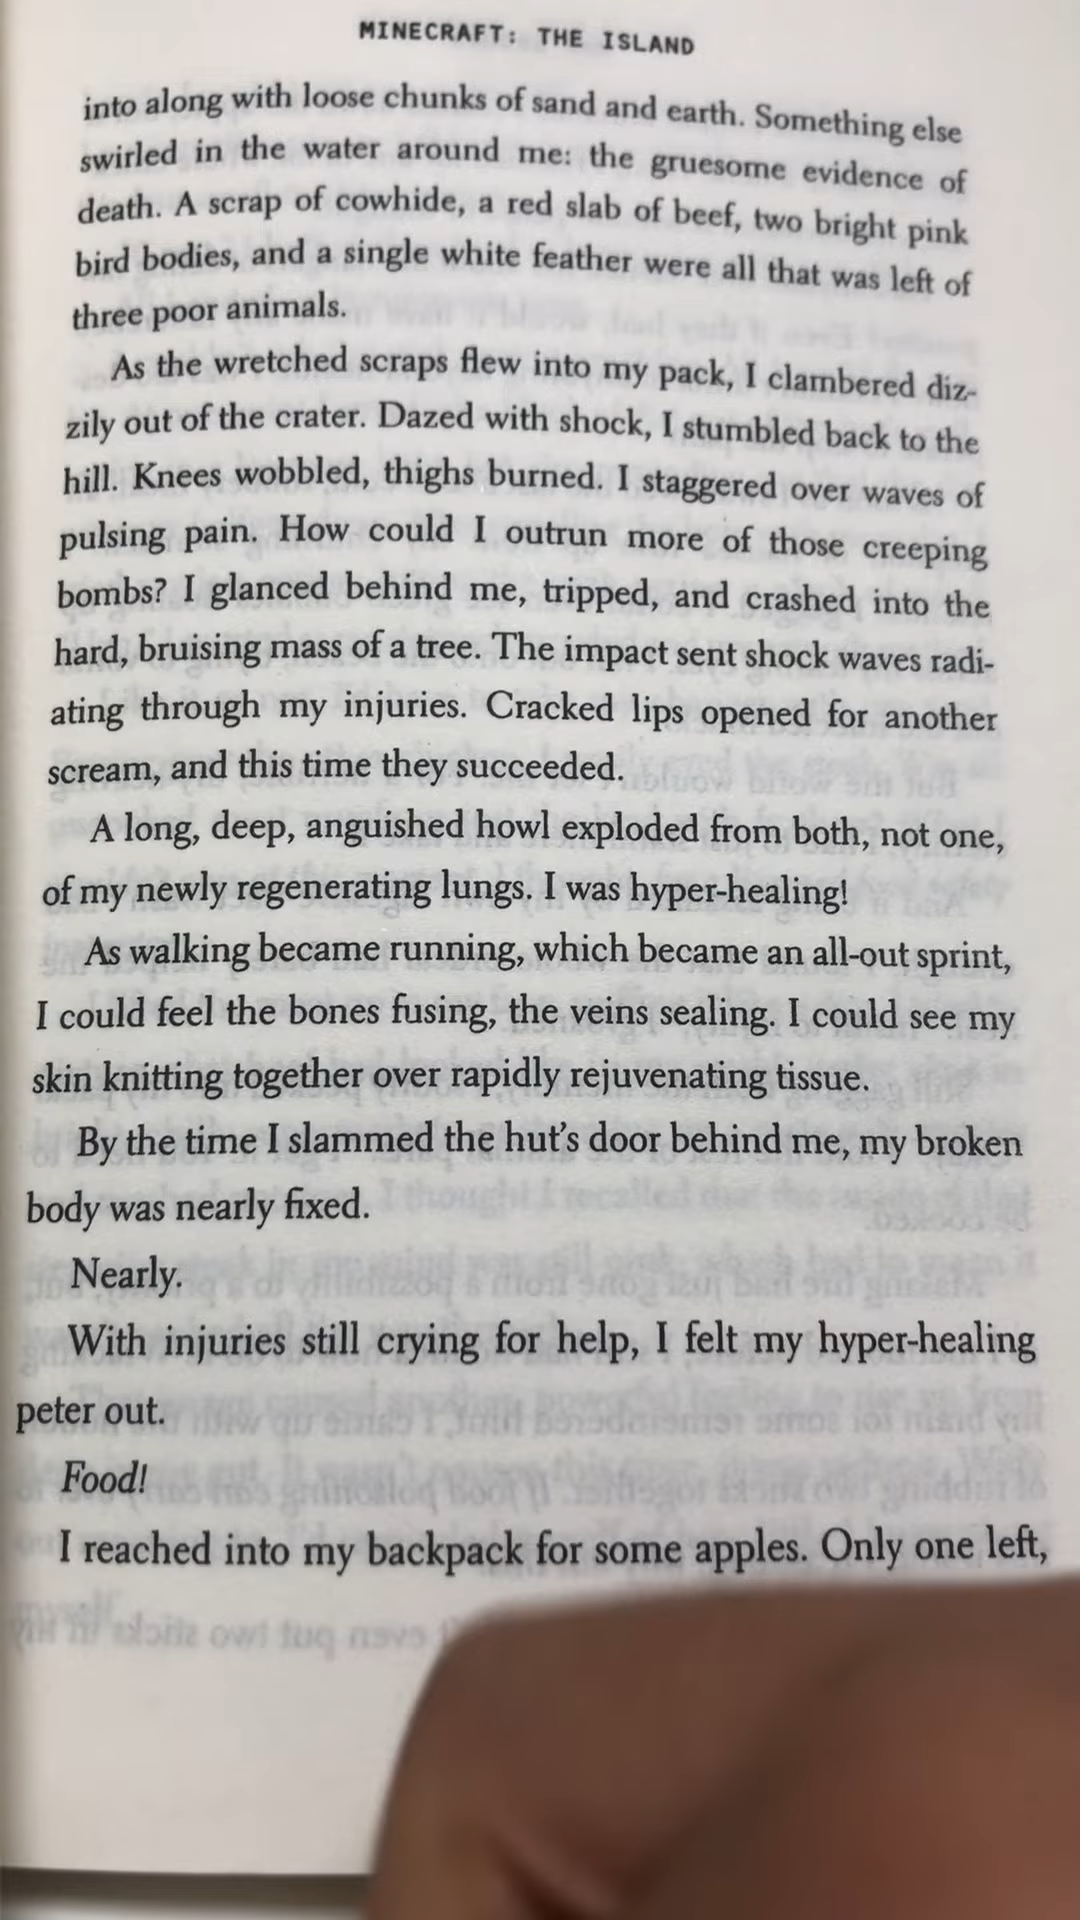 MINECRAFT: THE ISLAND
into along with loose chunks of sand and earth. Something else
swirled in the water around me: the gruesome evidence of
death. A scrap of cowhide, a red slab of beef, two bright pink
bird bodies, and a single white feather were all that was left of
three poor animals.
As the wretched scraps flew into my pack, I clambered diz-
zily out of the crater. Dazed with shock, I stumbled back to the
hill. Knees wobbled, thighs burned. I staggered over waves of
pulsing pain. How could I outrun more of those creeping
bombs? I glanced behind me, tripped, and crashed into the
hard, bruising mass of a tree. The impact sent shock waves radi-
ating through my injuries. Cracked lips opened for another
scream, and this time they succeeded.
A long, deep, anguished howl exploded from both, not one,
of my newly regenerating lungs. I was hyper-healing!
As walking became running, which became an all-out sprint,
I could feel the bones fusing, the veins sealing. I could see my
skin knitting together over rapidly rejuvenating tissue.
By the time I slammed the hut's door behind me, my broken
body was nearly fixed.
Nearly.
With injuries still crying for help, I felt my hyper-healing
peter out.
Food!
I reached into my backpack for some apples. Only one left,